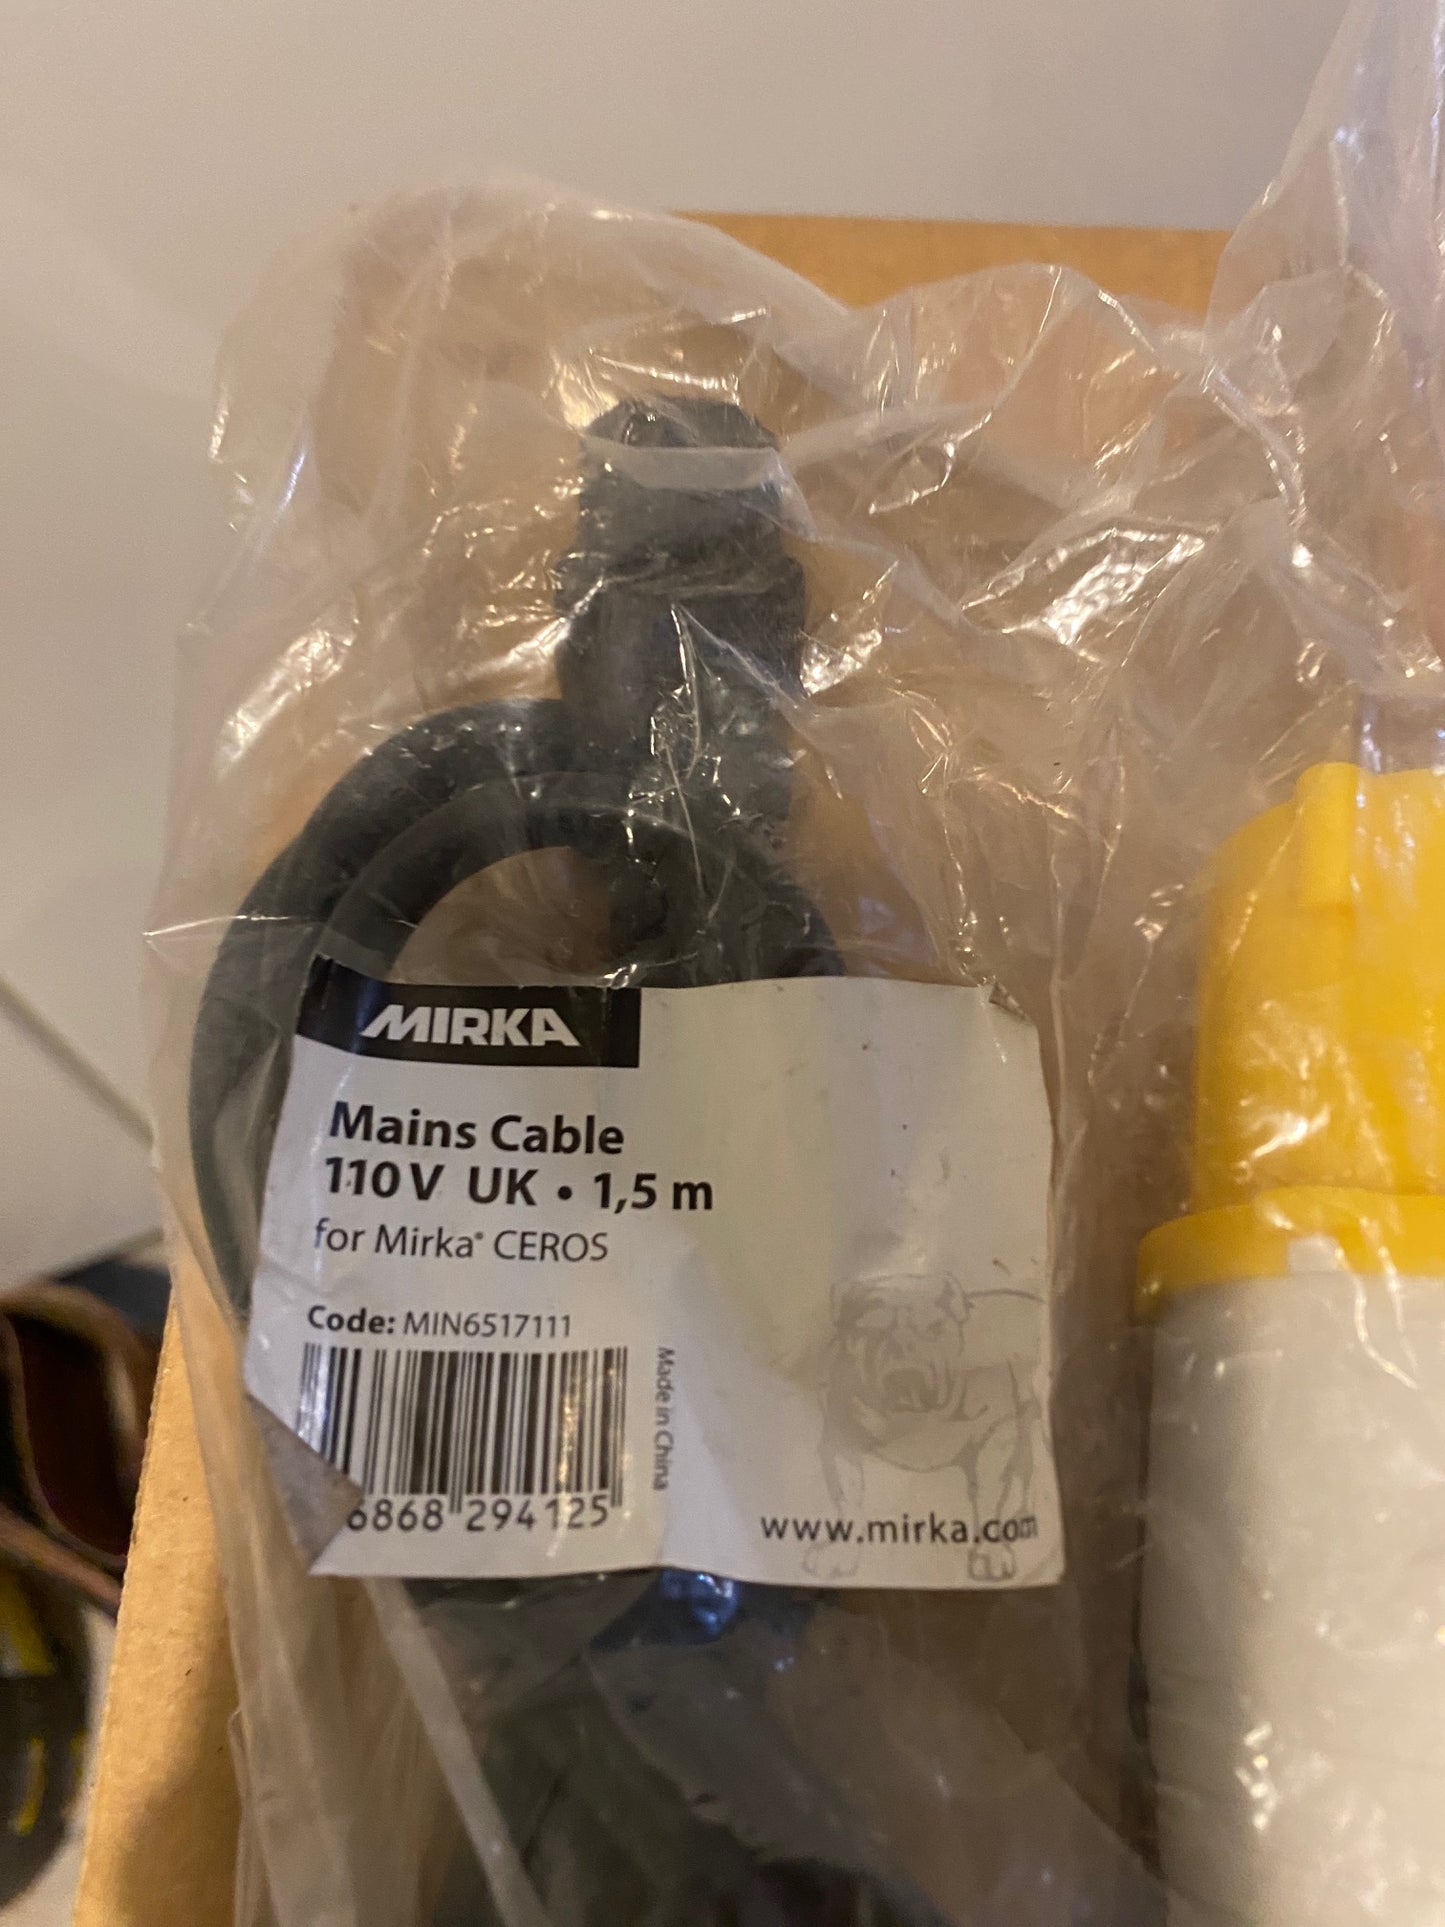 MIRKA
Mains Cable
110 V UK • 1,5 m
for Mirka® CEROS
Code: MIN6517111
Made in China
6868 294125
www.mirka.com